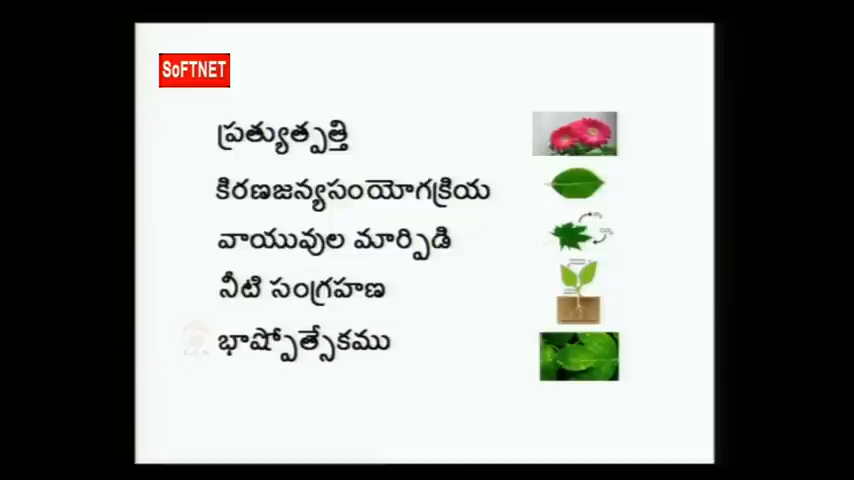 SoFTNET
ప్రత్యుత్పత్తి
కిరణజన్యసంయోగక్రియ
వాయువుల మార్పిడి
నీటి సంగ్రహణ
భాష్పోత్సేకము